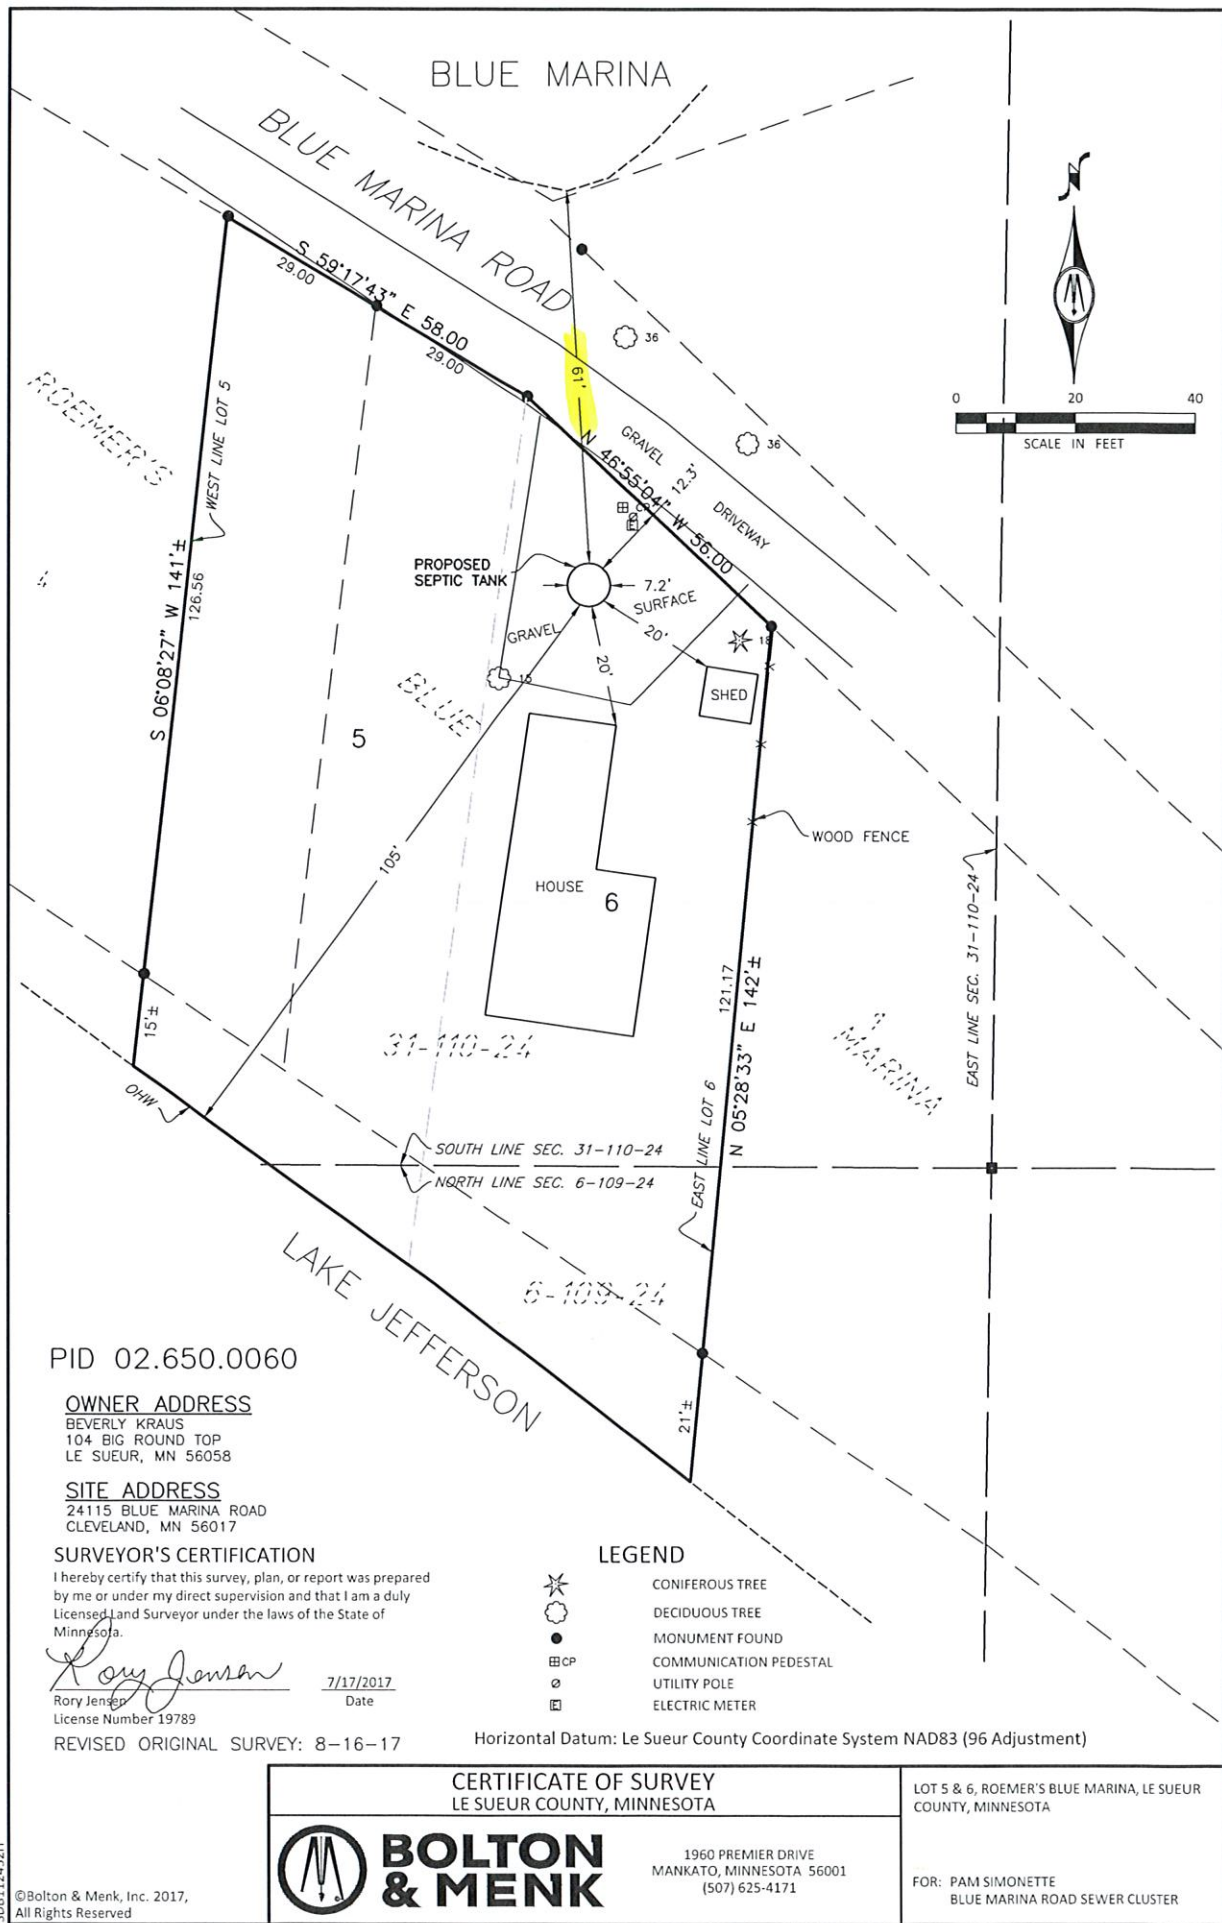 BLUE MARINA
BLUE MARINA ROAD
N
0 20 40
SCALE IN FEET
S 59°17'43" E 58.00
29.00
29.00
36
61'
36
ROEMER'S
WEST LINE LOT 5
N 46°55'04" W 56.00
GRAVEL
12.3'
DRIVEWAY
CP
E
4
S 06°08'27" W 141'±
126.56
PROPOSED
SEPTIC TANK
7.2'
SURFACE
GRAVEL
20'
20'
18
15
BLUE
SHED
5
WOOD FENCE
105'
HOUSE
6
EAST LINE SEC. 31-110-24
121.17
N 05°28'33" E 142'±
15'±
31-110-24
7
MARINA
OHW
SOUTH LINE SEC. 31-110-24
NORTH LINE SEC. 6-109-24
EAST LINE LOT 6
LAKE JEFFERSON
6-109-24
21'±
PID 02.650.0060
OWNER ADDRESS
BEVERLY KRAUS
104 BIG ROUND TOP
LE SUEUR, MN 56058
SITE ADDRESS
24115 BLUE MARINA ROAD
CLEVELAND, MN 56017
SURVEYOR'S CERTIFICATION
I hereby certify that this survey, plan, or report was prepared
by me or under my direct supervision and that I am a duly
Licensed Land Surveyor under the laws of the State of
Minnesota.
Rory Jensen
7/17/2017
Rory Jensen
Date
License Number 19789
REVISED ORIGINAL SURVEY: 8-16-17
LEGEND
CONIFEROUS TREE
DECIDUOUS TREE
MONUMENT FOUND
CP COMMUNICATION PEDESTAL
UTILITY POLE
E ELECTRIC METER
Horizontal Datum: Le Sueur County Coordinate System NAD83 (96 Adjustment)
CERTIFICATE OF SURVEY
LE SUEUR COUNTY, MINNESOTA
BOLTON
& MENK
1960 PREMIER DRIVE
MANKATO, MINNESOTA 56001
(507) 625-4171
LOT 5 & 6, ROEMER'S BLUE MARINA, LE SUEUR
COUNTY, MINNESOTA
FOR: PAM SIMONETTE
BLUE MARINA ROAD SEWER CLUSTER
©Bolton & Menk, Inc. 2017,
All Rights Reserved